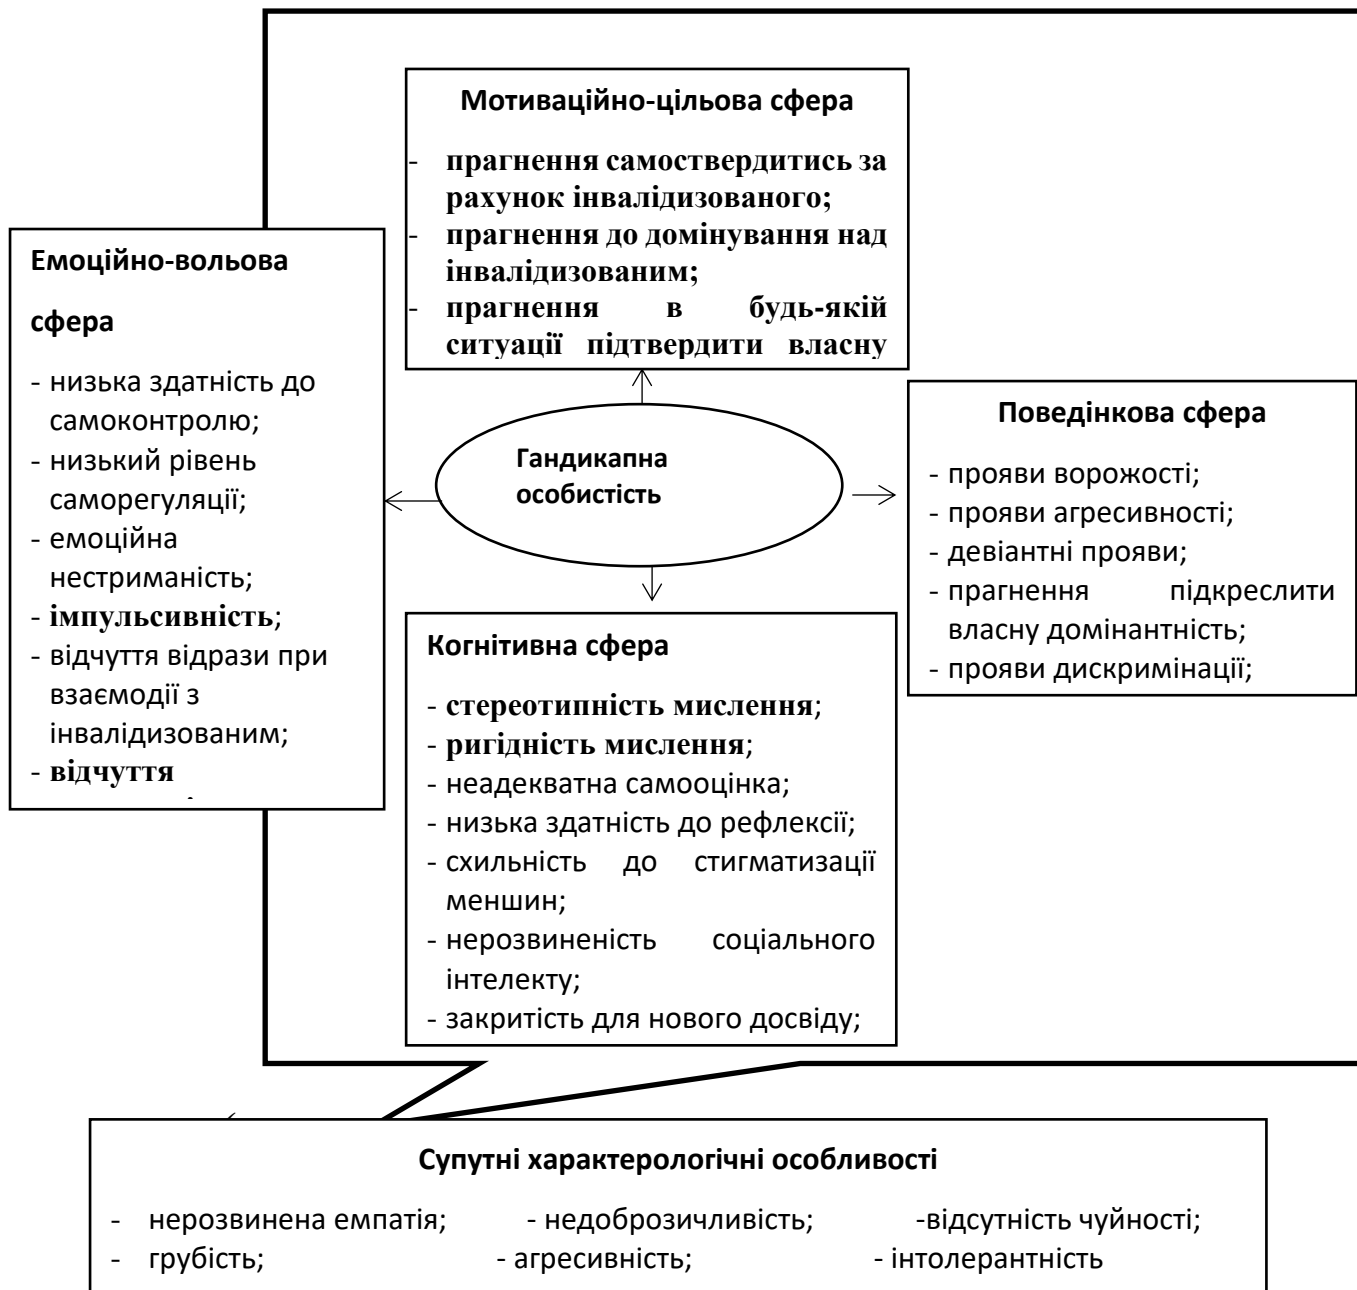 Мотиваційно-цільова сфера
- прагнення самоствердитись за
рахунок інвалідизованого;
- прагнення до домінування над
інвалідизованим;
- прагнення в будь-якій
ситуації підтвердити власну
Емоційно-вольова
сфера
- низька здатність до
самоконтролю;
- низький рівень
саморегуляції;
- емоційна
нестриманість;
- імпульсивність;
- відчуття відрази при
взаємодії з
інвалідизованим;
- відчуття
Гандикапна
особистість
Поведінкова сфера
- прояви ворожості;
- прояви агресивності;
- девіантні прояви;
- прагнення підкреслити
власну домінантність;
- прояви дискримінації;
Когнітивна сфера
- стереотипність мислення;
- ригідність мислення;
- неадекватна самооцінка;
- низька здатність до рефлексії;
- схильність до стигматизації
меншин;
- нерозвиненість соціального
інтелекту;
- закритість для нового досвіду;
Супутні характерологічні особливості
- нерозвинена емпатія; - недоброзичливість; -відсутність чуйності;
- грубість; - агресивність; - інтолерантність